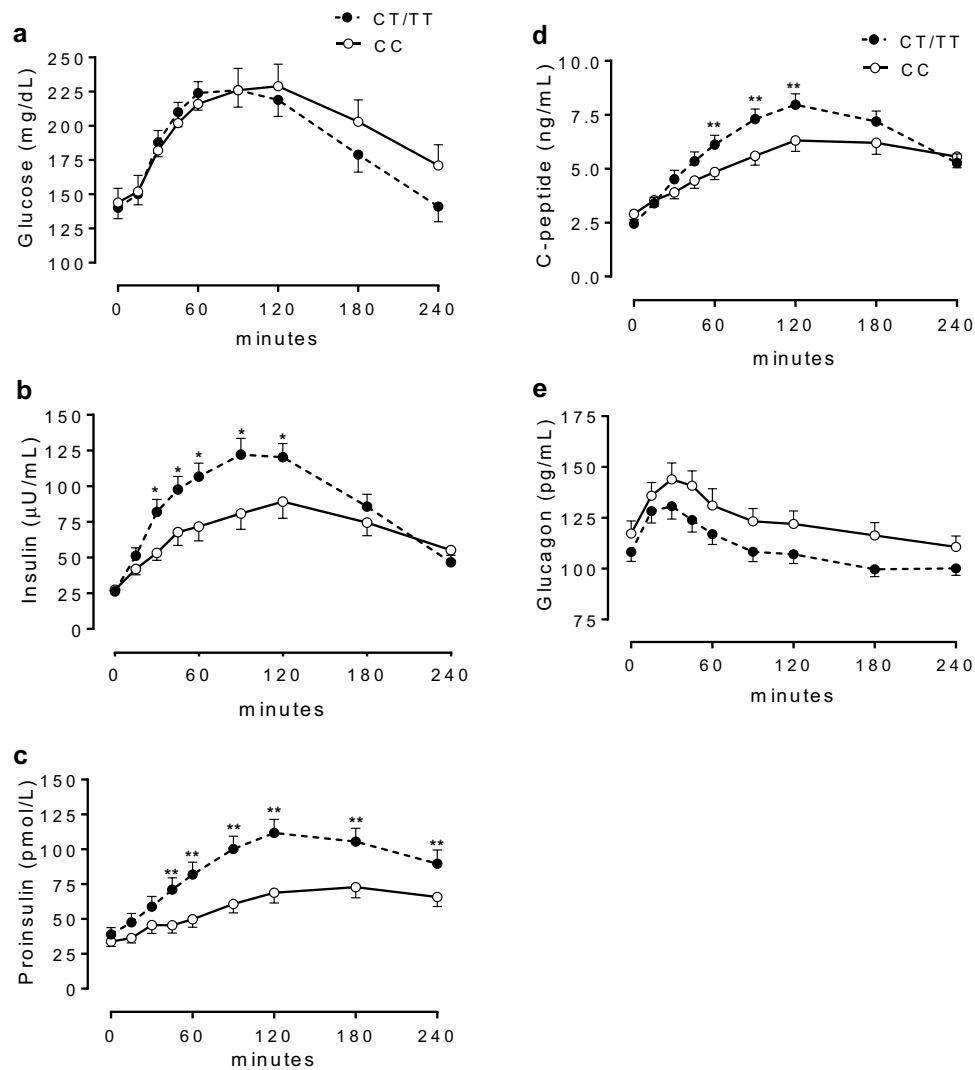 a
CT/TT
CC
Glucose (mg/dL)
250
225
200
175
150
125
100
0 60 120 180 240
minutes
d
CT/TT
CC
C-peptide (ng/mL)
10.0
7.5
5.0
2.5
0.0
** ** **
0 60 120 180 240
minutes
b
Insulin (µU/mL)
150
125
100
75
50
25
0
* * * * *
0 60 120 180 240
minutes
e
Glucagon (pg/mL)
175
150
125
100
75
0 60 120 180 240
minutes
c
Proinsulin (pmol/L)
150
125
100
75
50
25
0
** ** ** ** ** **
0 60 120 180 240
minutes